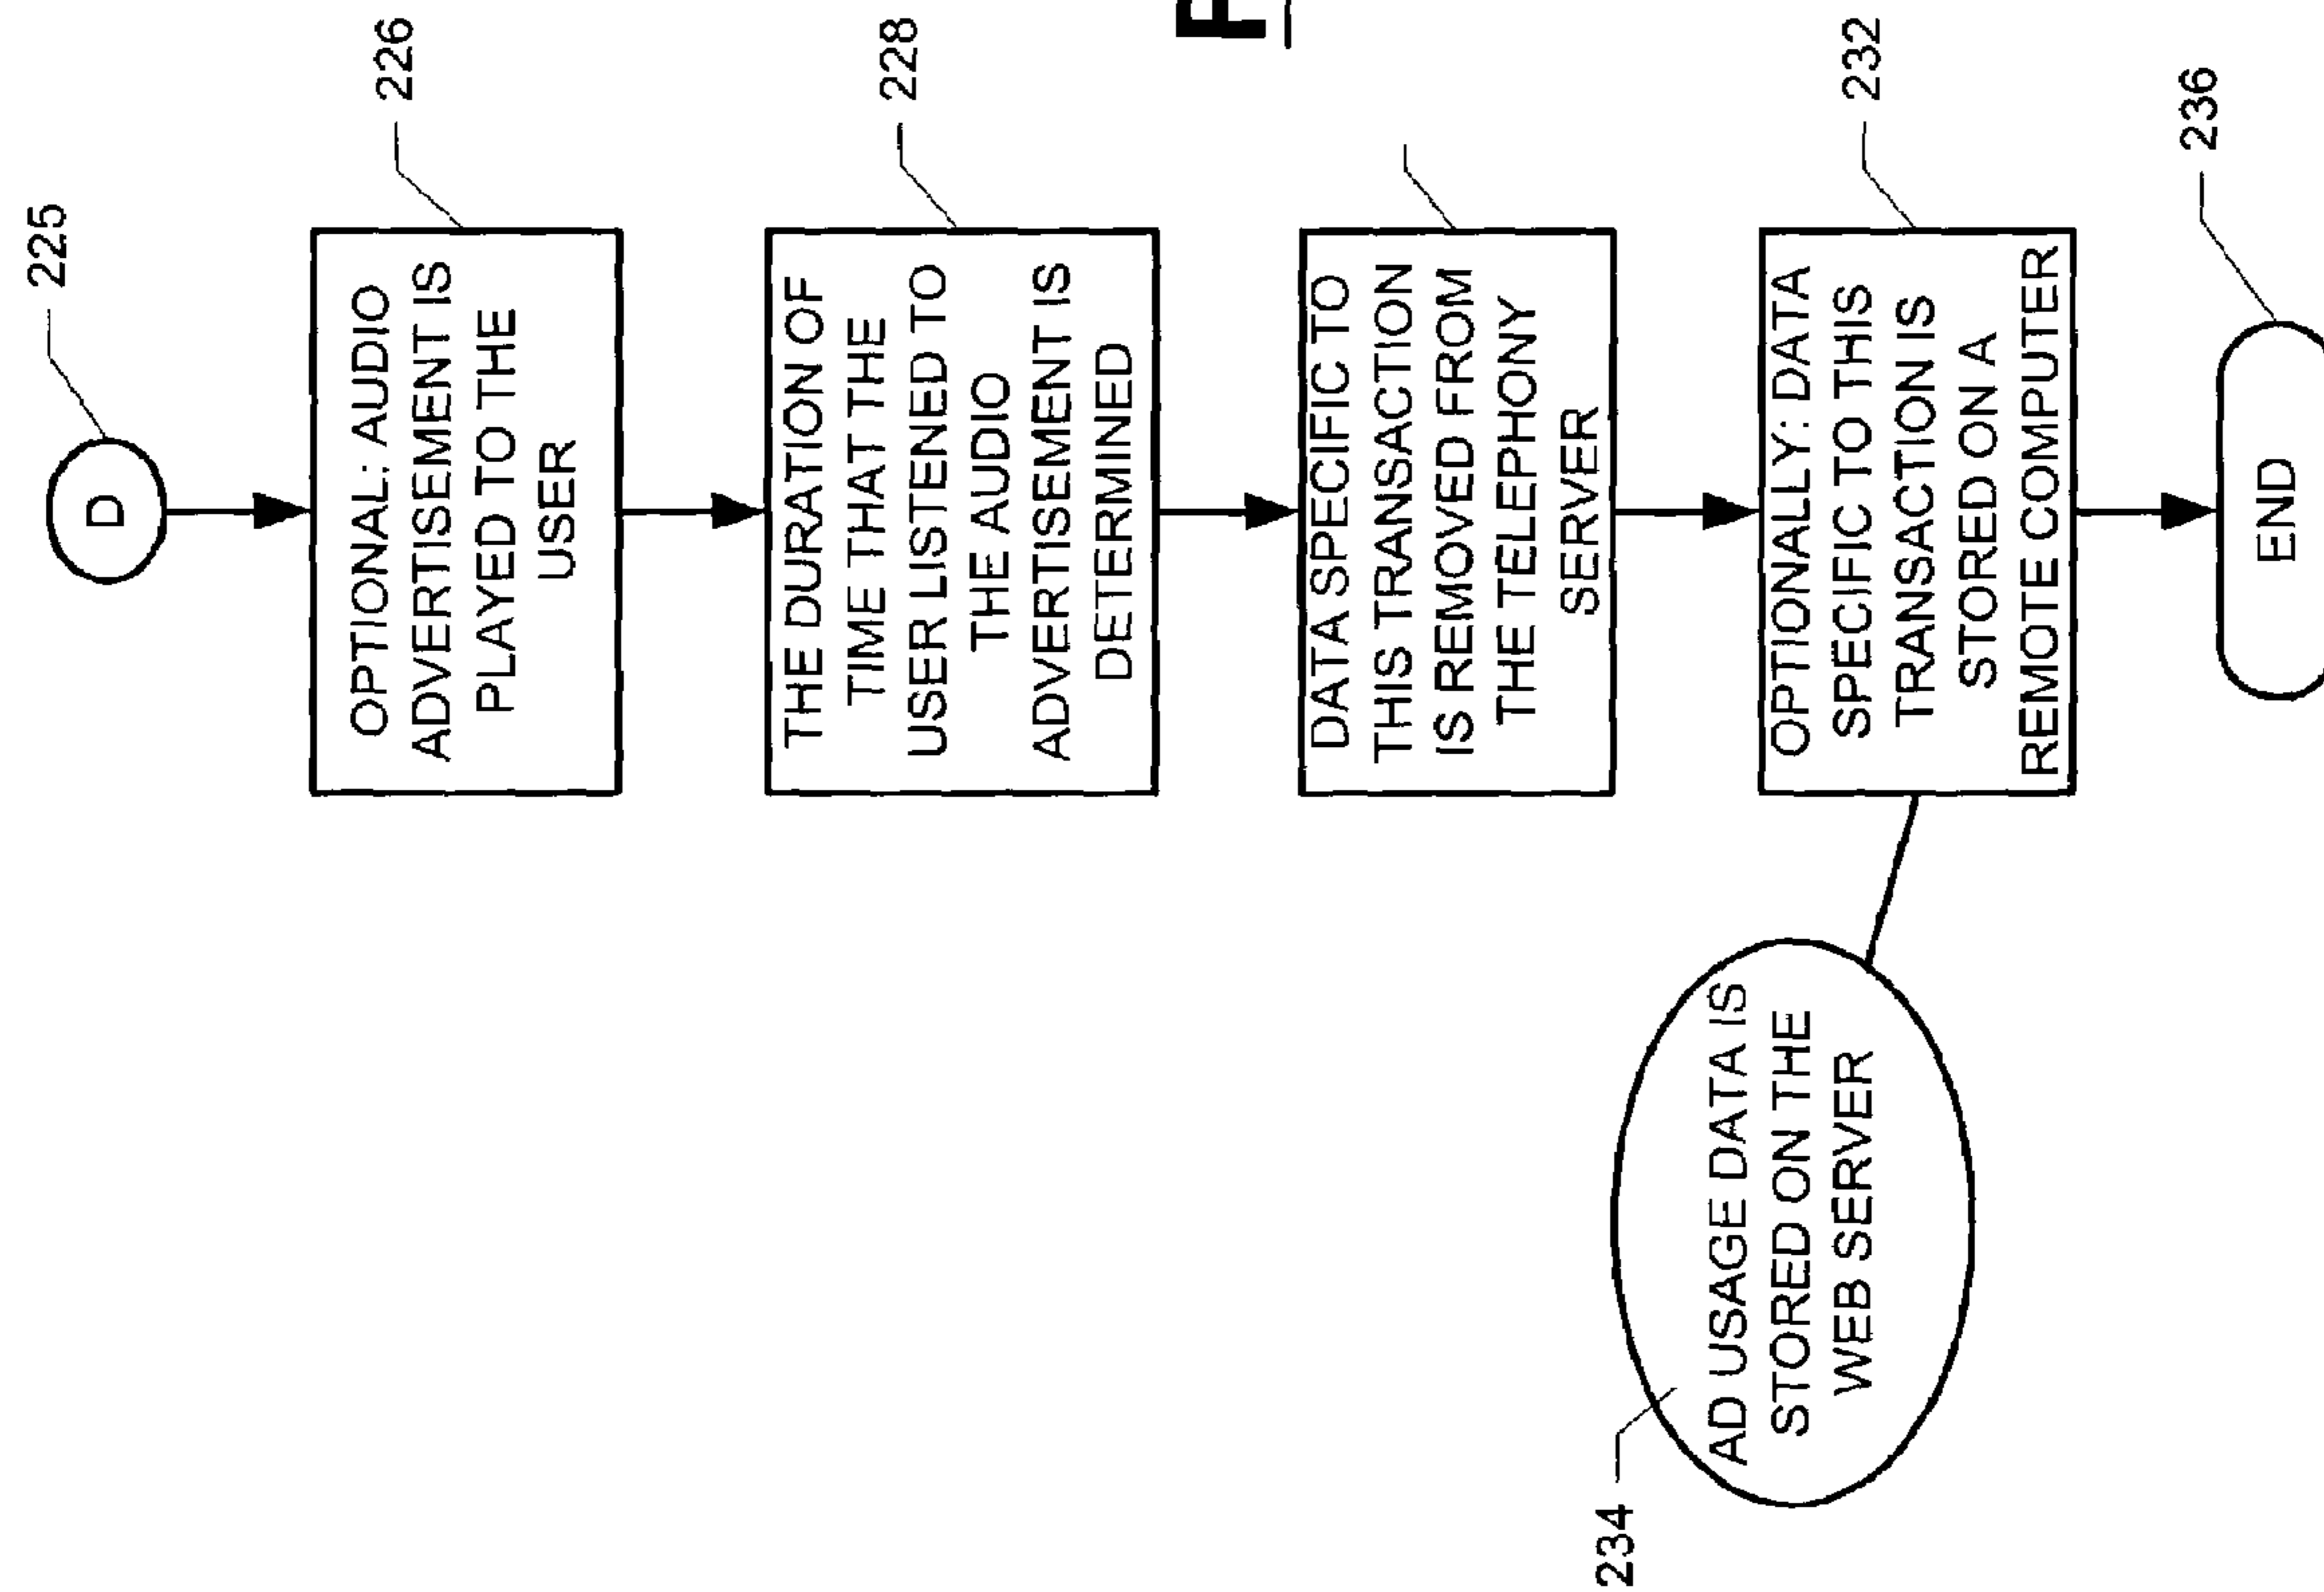 225
D
226
OPTIONAL: AUDIO
ADVERTISEMENT IS
PLAYED TO THE
USER
228
THE DURATION OF
TIME THAT THE
USER LISTENED TO
THE AUDIO
ADVERTISEMENT IS
DETERMINED
DATA SPECIFIC TO
THIS TRANSACTION
IS REMOVED FROM
THE TELEPHONY
SERVER
232
OPTIONALLY: DATA
SPECIFIC TO THIS
TRANSACTION IS
STORED ON A
REMOTE COMPUTER
234
AD USAGE DATA IS
STORED ON THE
WEB SERVER
236
END